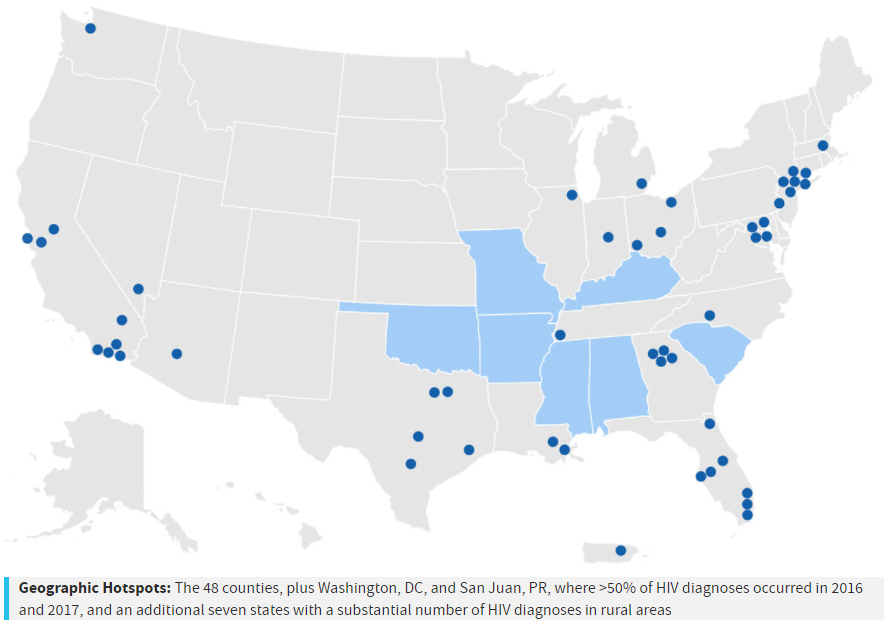 Geographic Hotspots: The 48 counties, plus Washington, DC, and San Juan, PR, where >50% of HIV diagnoses occurred in 2016
and 2017, and an additional seven states with a substantial number of HIV diagnoses in rural areas